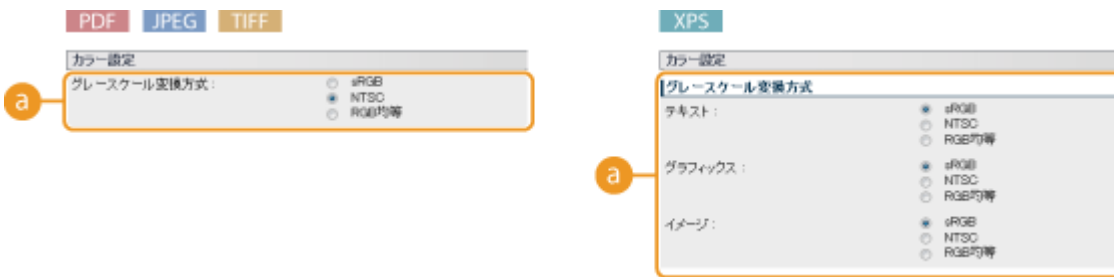 PDF JPEG TIFF
カラー設定
グレースケール変換方式:
sRGB
NTSC
RGB均等
a
XPS
カラー設定
グレースケール変換方式
テキスト:
sRGB
NTSC
RGB均等
グラフィックス:
sRGB
NTSC
RGB均等
イメージ:
sRGB
NTSC
RGB均等
a